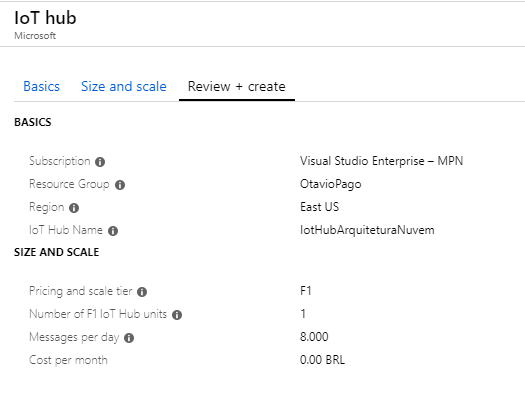 IoT hub
Microsoft
Basics Size and scale Review + create
BASICS
Subscription Visual Studio Enterprise – MPN
Resource Group OtavioPago
Region East US
IoT Hub Name IotHubArquiteturaNuvem
SIZE AND SCALE
Pricing and scale tier F1
Number of F1 IoT Hub units 1
Messages per day 8.000
Cost per month 0.00 BRL